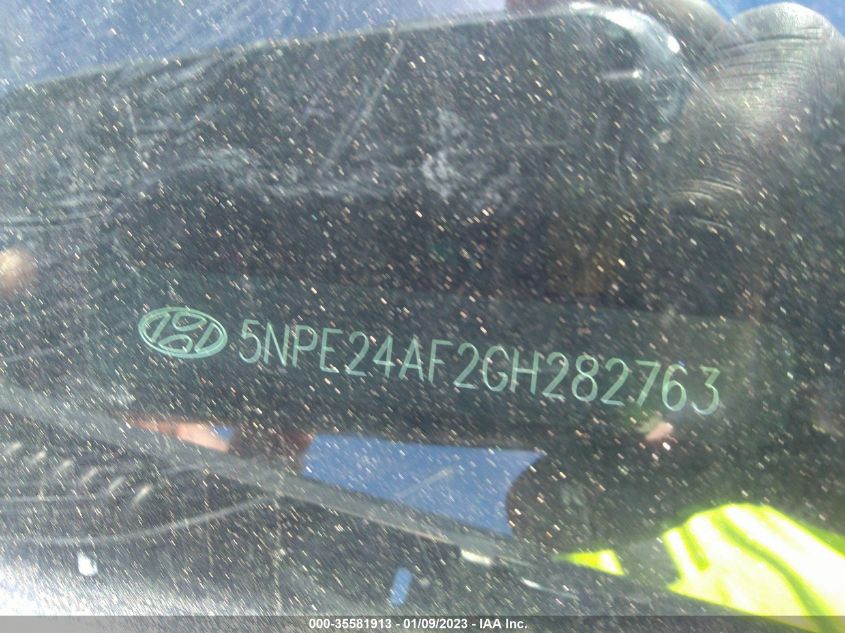 5NPE24AF2GH282763
000-35581913 - 01/09/2023 - IAA Inc.